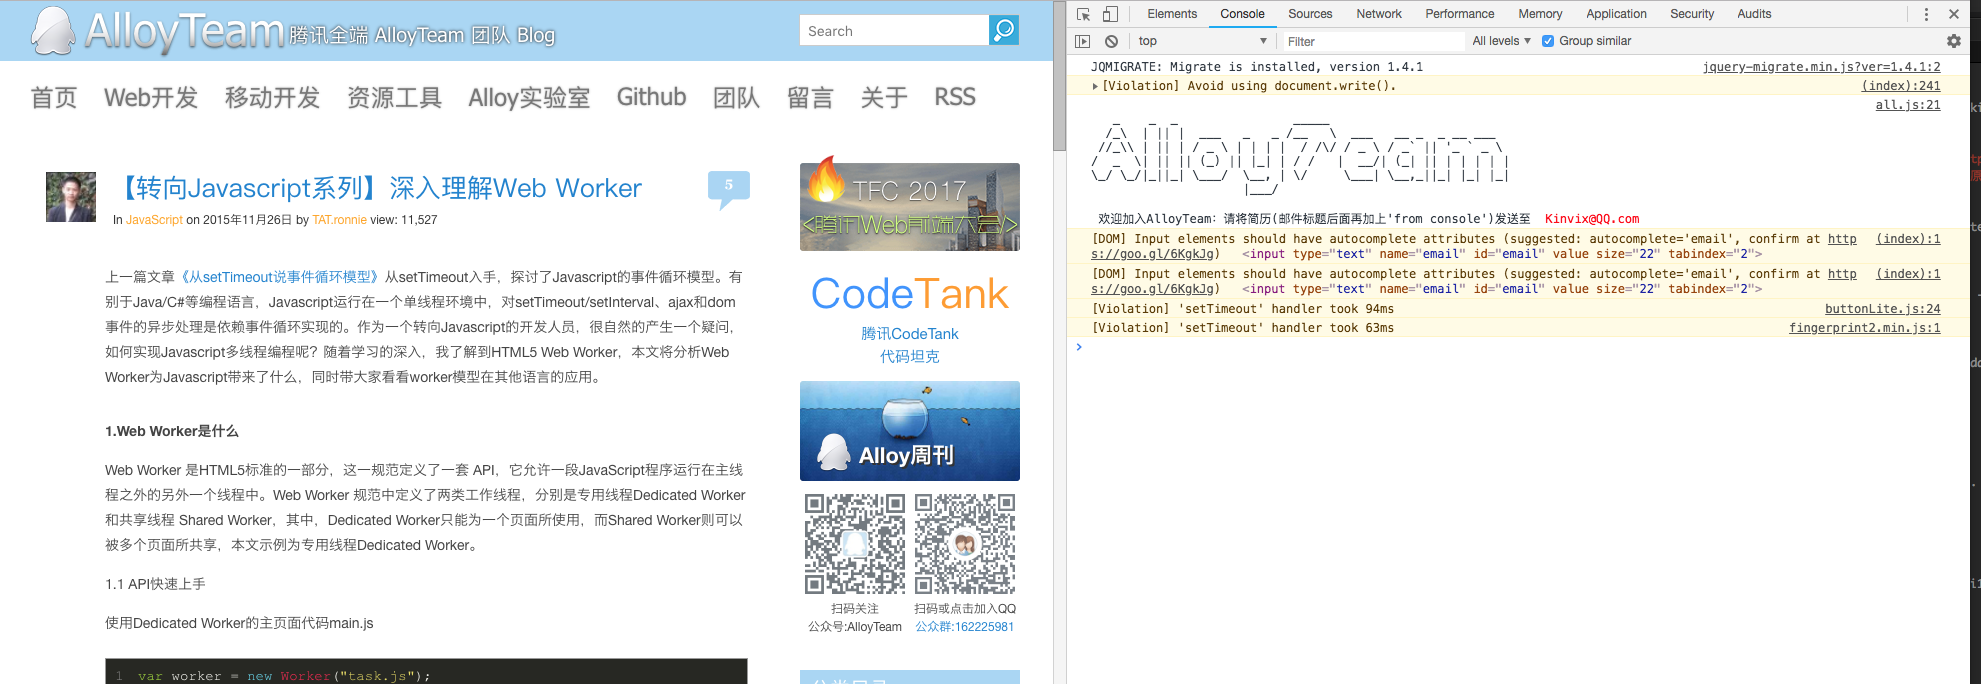 AlloyTeam 腾讯全端 AlloyTeam 团队 Blog
Search
首页 Web开发 移动开发 资源工具 Alloy实验室 Github 团队 留言 关于 RSS
【转向Javascript系列】深入理解Web Worker
5
In JavaScript on 2015年11月26日 by TAT.ronnie view: 11,527
上一篇文章《从setTimeout说事件循环模型》从setTimeout入手，探讨了Javascript的事件循环模型。有
别于Java/C#等编程语言，Javascript运行在一个单线程环境中，对setTimeout/setInterval、ajax和dom
事件的异步处理是依赖事件循环实现的。作为一个转向Javascript的开发人员，很自然的产生一个疑问，
如何实现Javascript多线程编程呢？随着学习的深入，我了解到HTML5 Web Worker，本文将分析Web
Worker为Javascript带来了什么，同时带大家看看worker模型在其他语言的应用。
1.Web Worker是什么
Web Worker 是HTML5标准的一部分，这一规范定义了一套 API，它允许一段JavaScript程序运行在主线
程之外的另外一个线程中。Web Worker 规范中定义了两类工作线程，分别是专用线程Dedicated Worker
和共享线程 Shared Worker，其中，Dedicated Worker只能为一个页面所使用，而Shared Worker则可以
被多个页面所共享，本文示例为专用线程Dedicated Worker。
1.1 API快速上手
使用Dedicated Worker的主页面代码main.js
1 var worker = new Worker("task.js");
TFC 2017
<腾讯Web前端大会/>
CodeTank
腾讯CodeTank
代码坦克
Alloy周刊
扫码关注
公众号:AlloyTeam
扫码或点击加入QQ
公众群:162225981
Elements Console Sources Network Performance Memory Application Security Audits
top Filter All levels Group similar
JQMIGRATE: Migrate is installed, version 1.4.1 jquery-migrate.min.js?ver=1.4.1:2
[Violation] Avoid using document.write(). (index):241
all.js:21
AlloyTeam
欢迎加入AlloyTeam：请将简历(邮件标题后面再加上'from console')发送至 Kinvix@QQ.com
[DOM] Input elements should have autocomplete attributes (suggested: autocomplete='email', confirm at http (index):1
s://goo.gl/6KgkJg) <input type="text" name="email" id="email" value size="22" tabindex="2">
[DOM] Input elements should have autocomplete attributes (suggested: autocomplete='email', confirm at http (index):1
s://goo.gl/6KgkJg) <input type="text" name="email" id="email" value size="22" tabindex="2">
[Violation] 'setTimeout' handler took 94ms buttonLite.js:24
[Violation] 'setTimeout' handler took 63ms fingerprint2.min.js:1